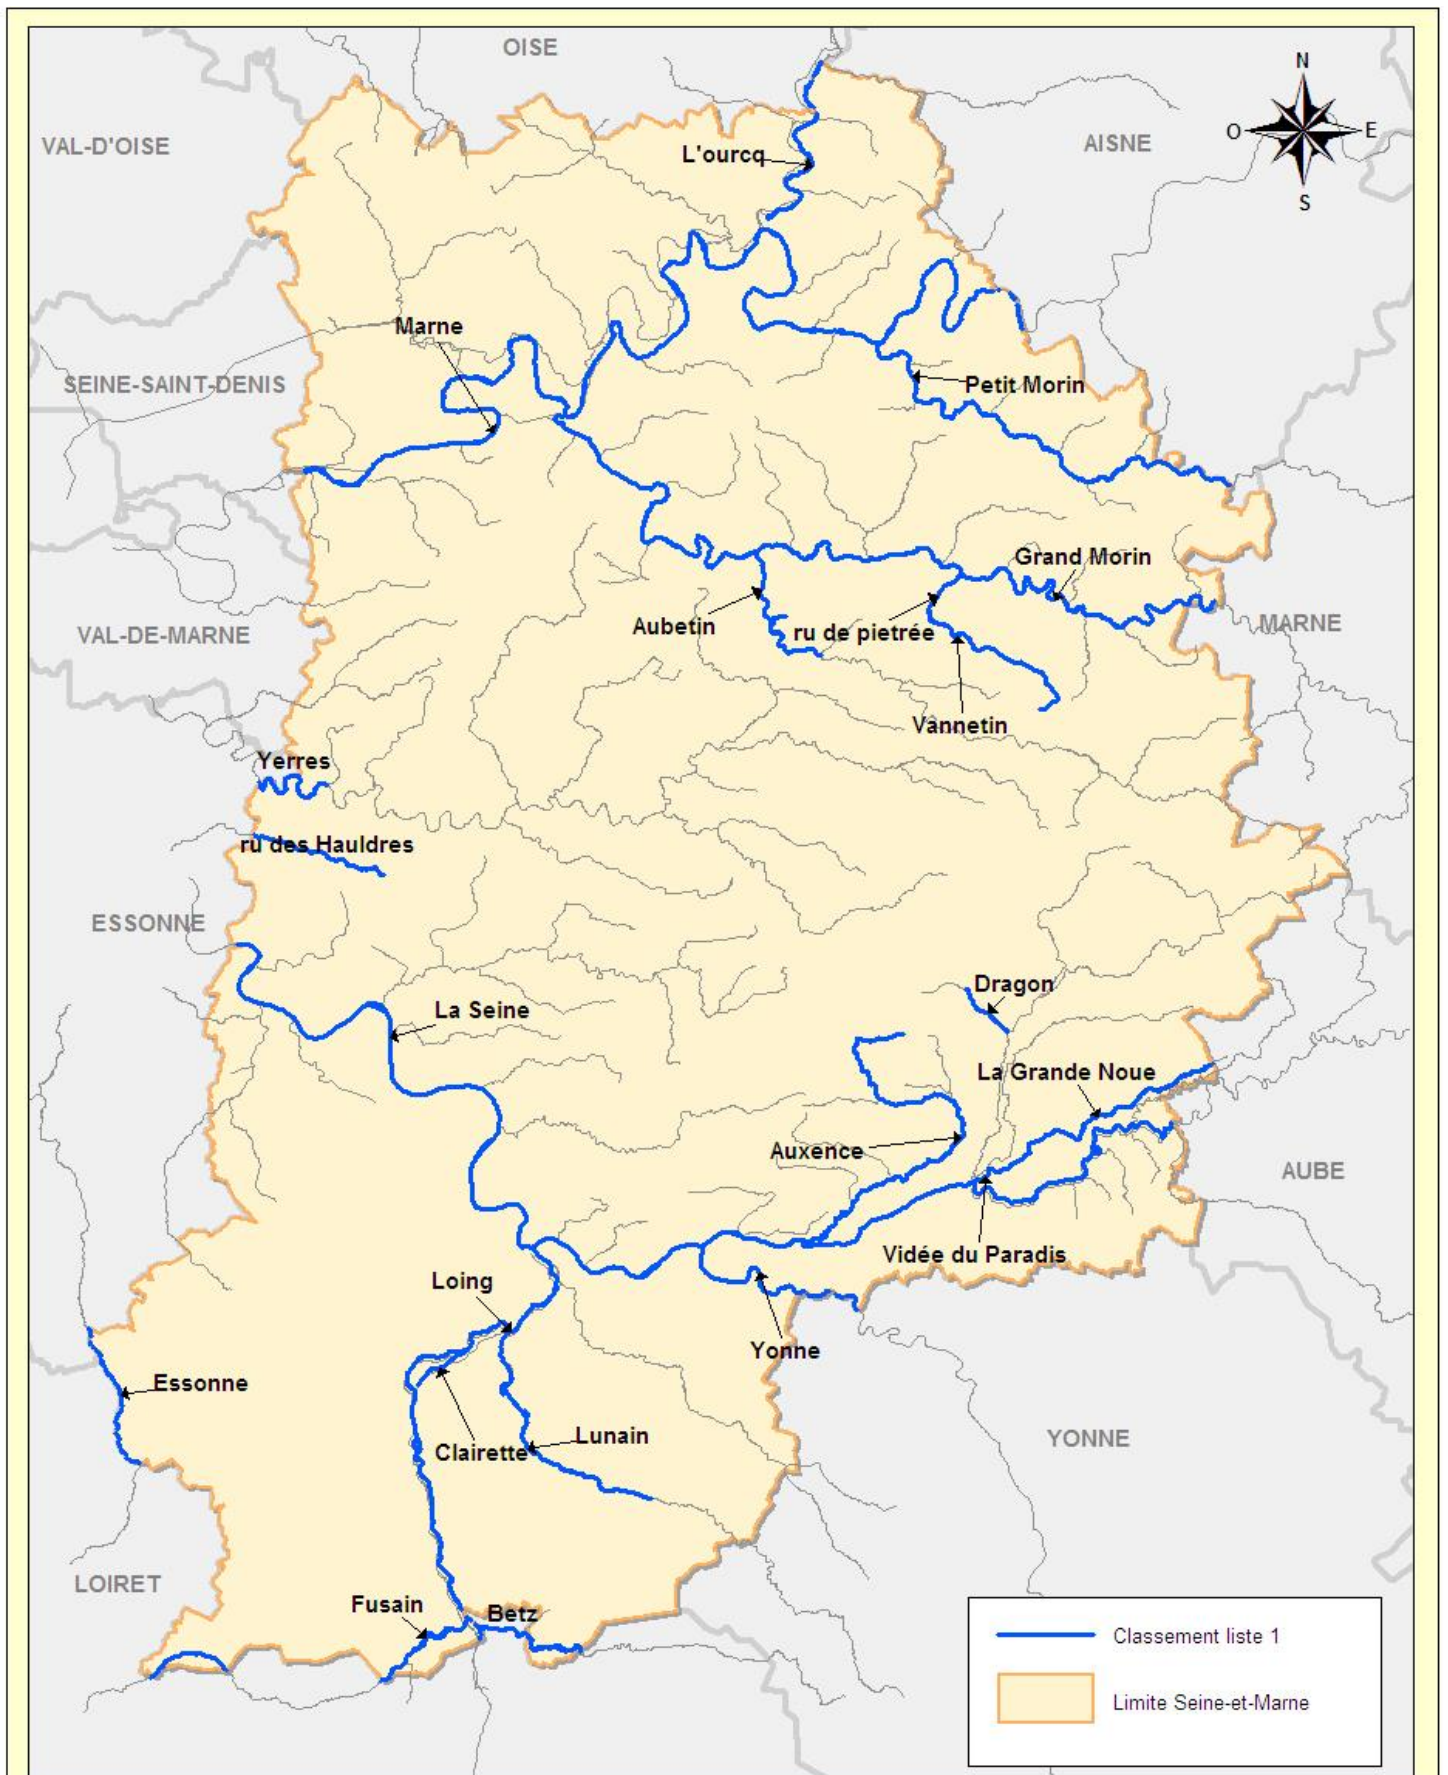 OISE
N
VAL-D'OISE
L'ourcq
AISNE
O
E
S
Marne
SEINE-SAINT-DENIS
Petit Morin
Grand Morin
Aubetin
ru de pietrée
MARNE
VAL-DE-MARNE
Vannetin
Yerres
ru des Hauldres
ESSONNE
Dragon
La Seine
La Grande Noue
Auxence
AUBE
Vidée du Paradis
Loing
Yonne
Essonne
Lunain
Clairette
YONNE
LOIRET
Fusain
Betz
Classement liste 1
Limite Seine-et-Marne